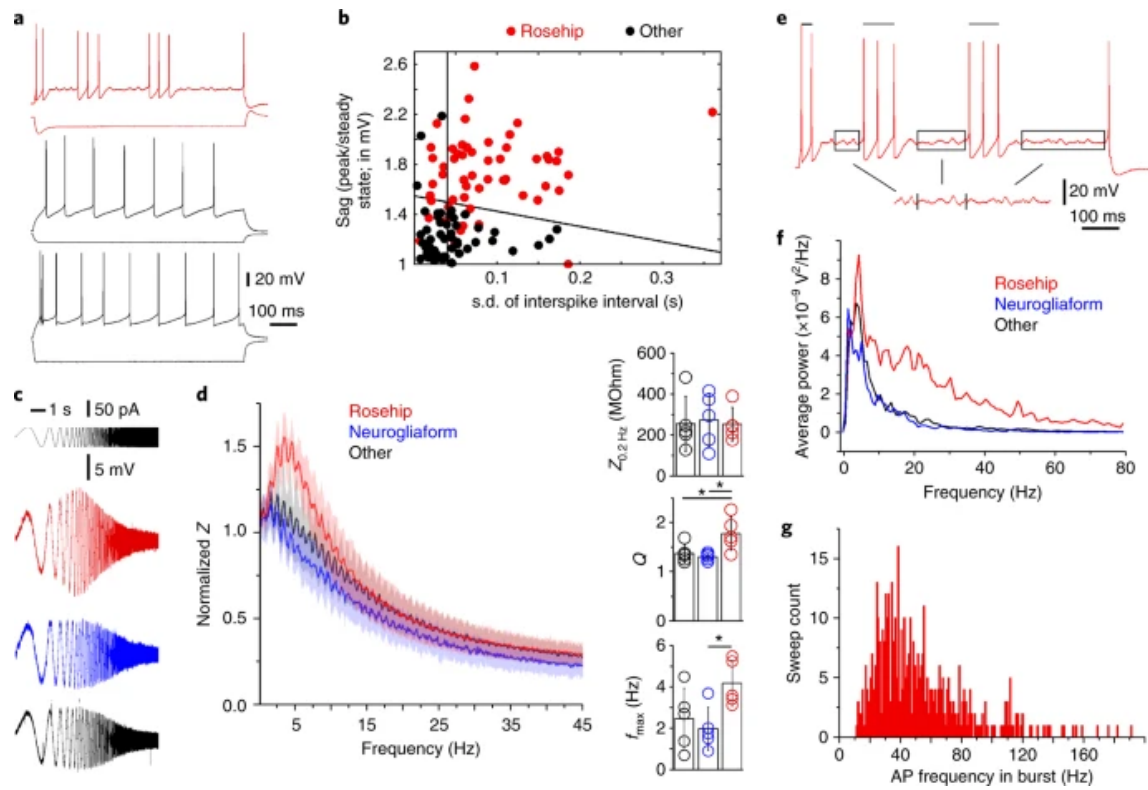 a
20 mV
100 ms
b
Rosehip
Other
Sag (peak/steady
state; in mV)
2.6
2.2
1.8
1.4
1
0.1
0.2
0.3
s.d. of interspike interval (s)
c
1 s
50 pA
5 mV
d
Rosehip
Neurogliaform
Other
Normalized Z
1.5
1.0
0.5
0.0
5
15
25
35
45
Frequency (Hz)
Z0.2 Hz (MOhm)
600
400
200
0
* *
Q
2
1
0
*
fmax (Hz)
6
4
2
0
e
20 mV
100 ms
f
Rosehip
Neurogliaform
Other
Average power (×10⁻⁹ V²/Hz)
8
6
4
2
0
0
20
40
60
80
Frequency (Hz)
g
Sweep count
15
10
5
0
0
40
80
120
160
AP frequency in burst (Hz)